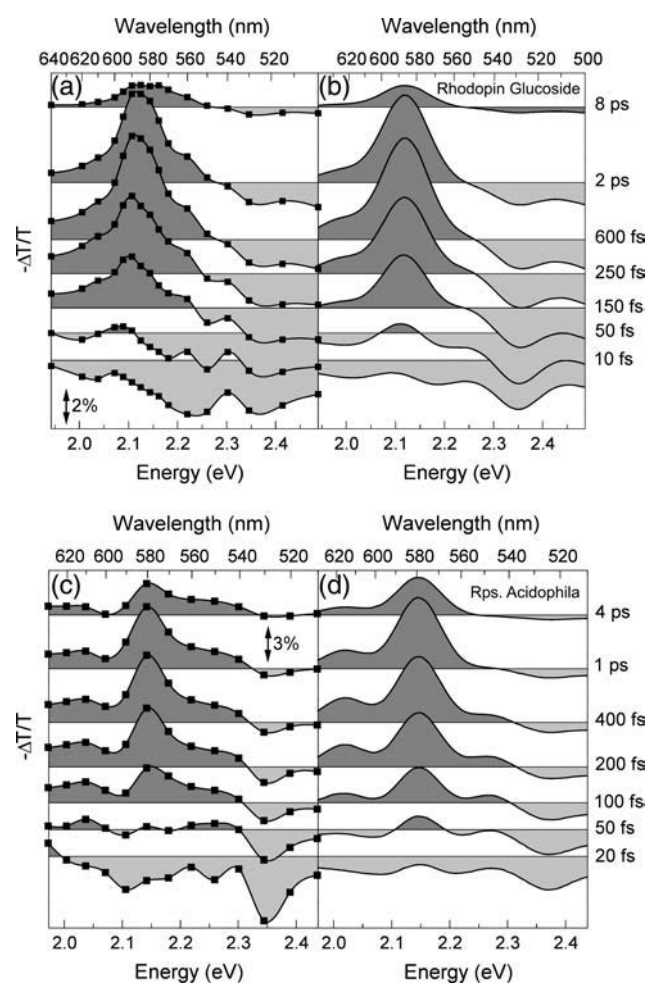 Wavelength (nm) Wavelength (nm)
640 620 600 580 560 540 520 620 600 580 560 540 520 500
(a) (b) Rhodopin Glucoside
8 ps
2 ps
600 fs
250 fs
150 fs
50 fs
10 fs
-ΔT/T
2%
2.0 2.1 2.2 2.3 2.4 2.0 2.1 2.2 2.3 2.4
Energy (eV) Energy (eV)
Wavelength (nm) Wavelength (nm)
620 600 580 560 540 520 620 600 580 560 540 520
(c) (d) Rps. Acidophila
4 ps
3%
1 ps
400 fs
200 fs
100 fs
50 fs
20 fs
-ΔT/T
2.0 2.1 2.2 2.3 2.4 2.0 2.1 2.2 2.3 2.4
Energy (eV) Energy (eV)